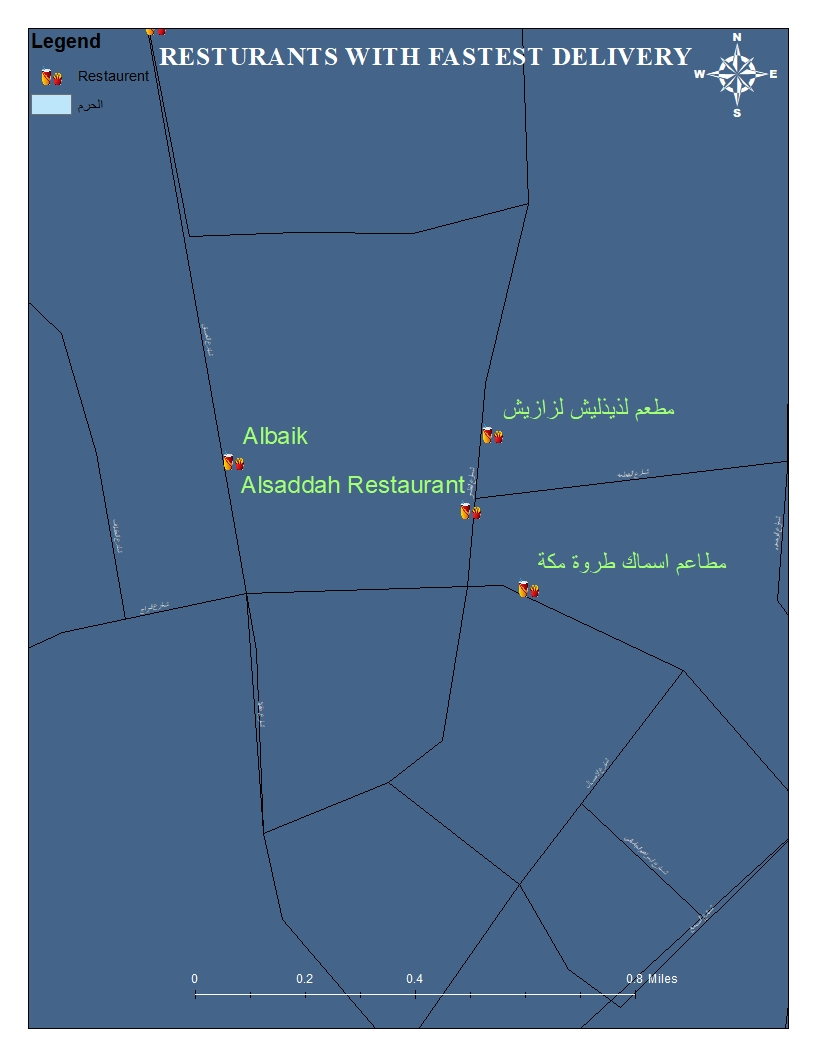 Legend
Restaurent
الحرم
RESTURANTS WITH FASTEST DELIVERY
N
W E
S
مطعم لذيذليش لزازيش
Albaik
Alsaddah Restaurant
مطاعم اسماك طروة مكة
0 0.2 0.4 0.8 Miles